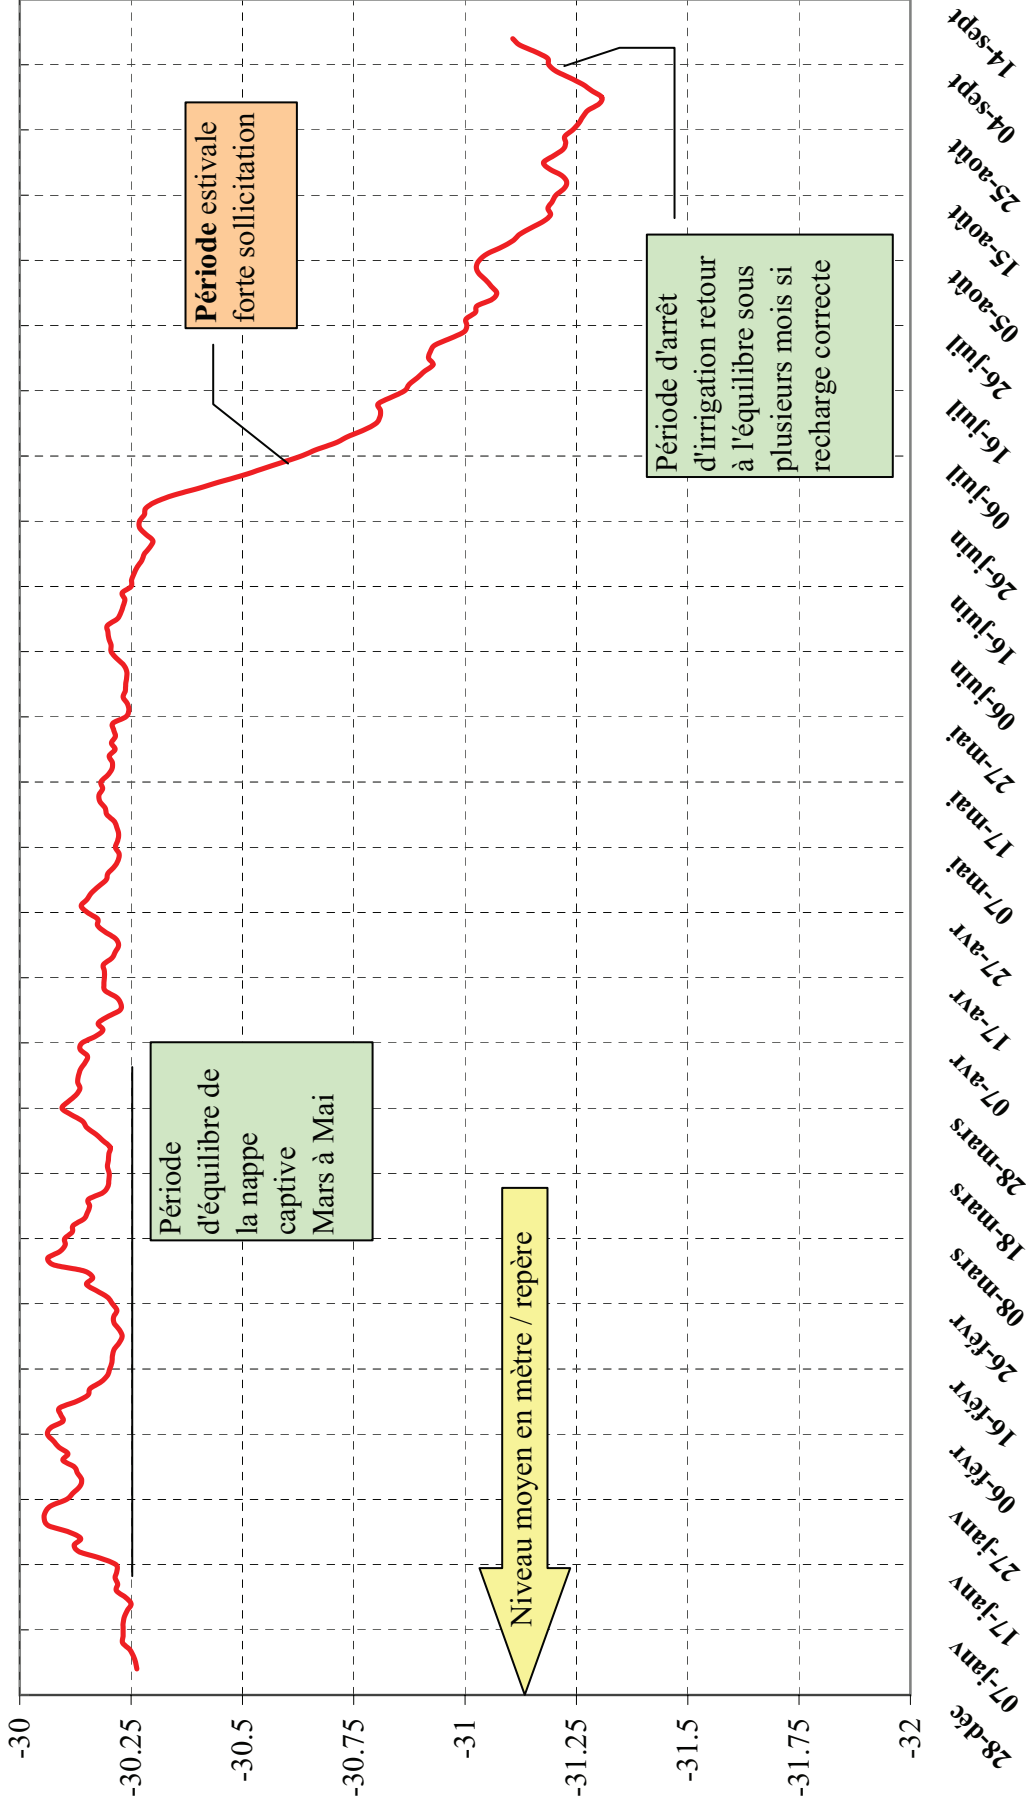 -30
-30.25
-30.5
-30.75
-31
-31.25
-31.5
-31.75
-32
Période
d'équilibre de
la nappe
captive
Mars à Mai
Période estivale
forte sollicitation
Niveau moyen en mètre / repère
Période d'arrêt
d'irrigation retour
à l'équilibre sous
plusieurs mois si
recharge correcte
28-déc
07-janv
17-janv
27-janv
06-févr
16-févr
26-févr
08-mars
18-mars
28-mars
07-avr
17-avr
27-avr
07-mai
17-mai
27-mai
06-juin
16-juin
26-juin
06-juil
16-juil
26-juil
05-août
15-août
25-août
04-sept
14-sept